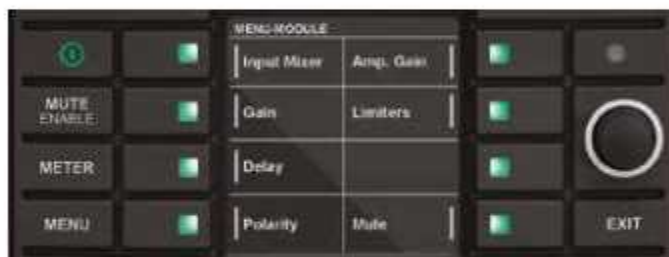 MENU-MODULE
Input Mixer Amp. Gain
MUTE
ENABLE
Gain Limiters
METER
Delay
MENU
Polarity Mute
EXIT